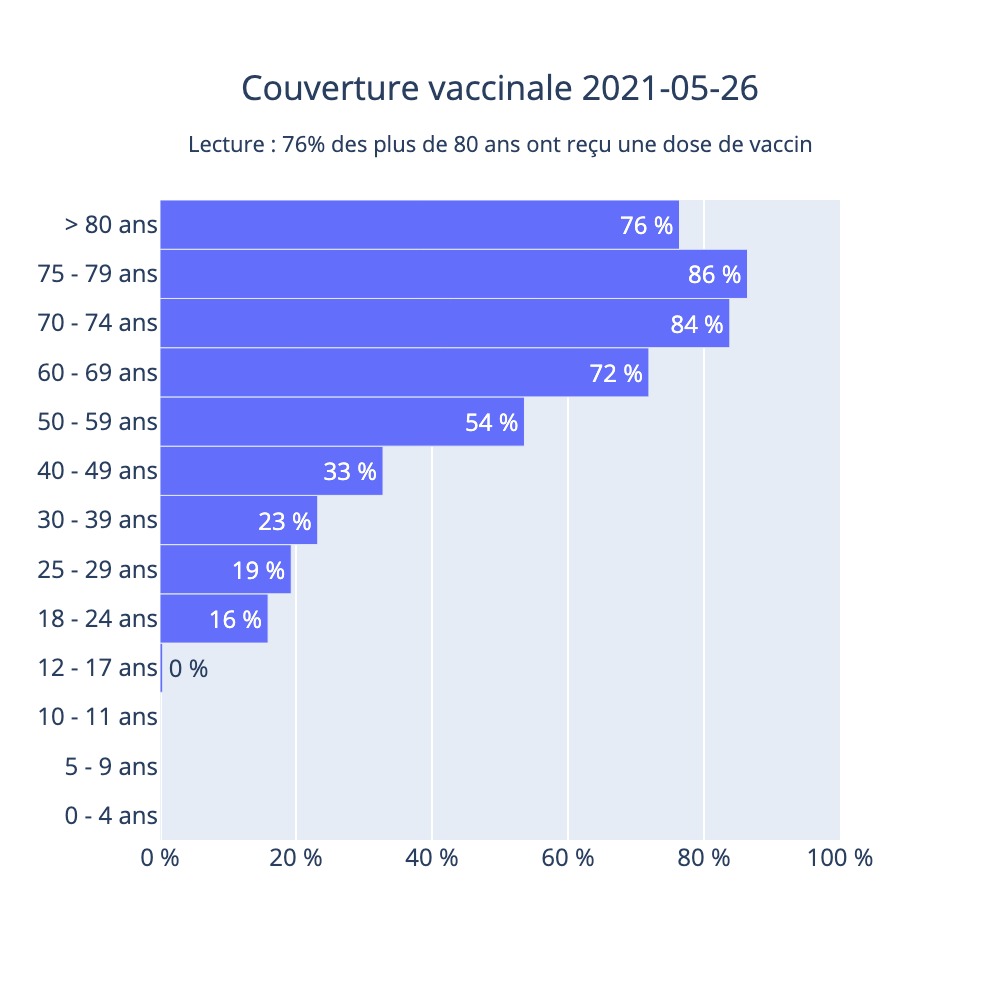 Couverture vaccinale 2021-05-26
Lecture : 76% des plus de 80 ans ont reçu une dose de vaccin
> 80 ans 76 %
75 - 79 ans 86 %
70 - 74 ans 84 %
60 - 69 ans 72 %
50 - 59 ans 54 %
40 - 49 ans 33 %
30 - 39 ans 23 %
25 - 29 ans 19 %
18 - 24 ans 16 %
12 - 17 ans 0 %
10 - 11 ans
5 - 9 ans
0 - 4 ans
0 % 20 % 40 % 60 % 80 % 100 %